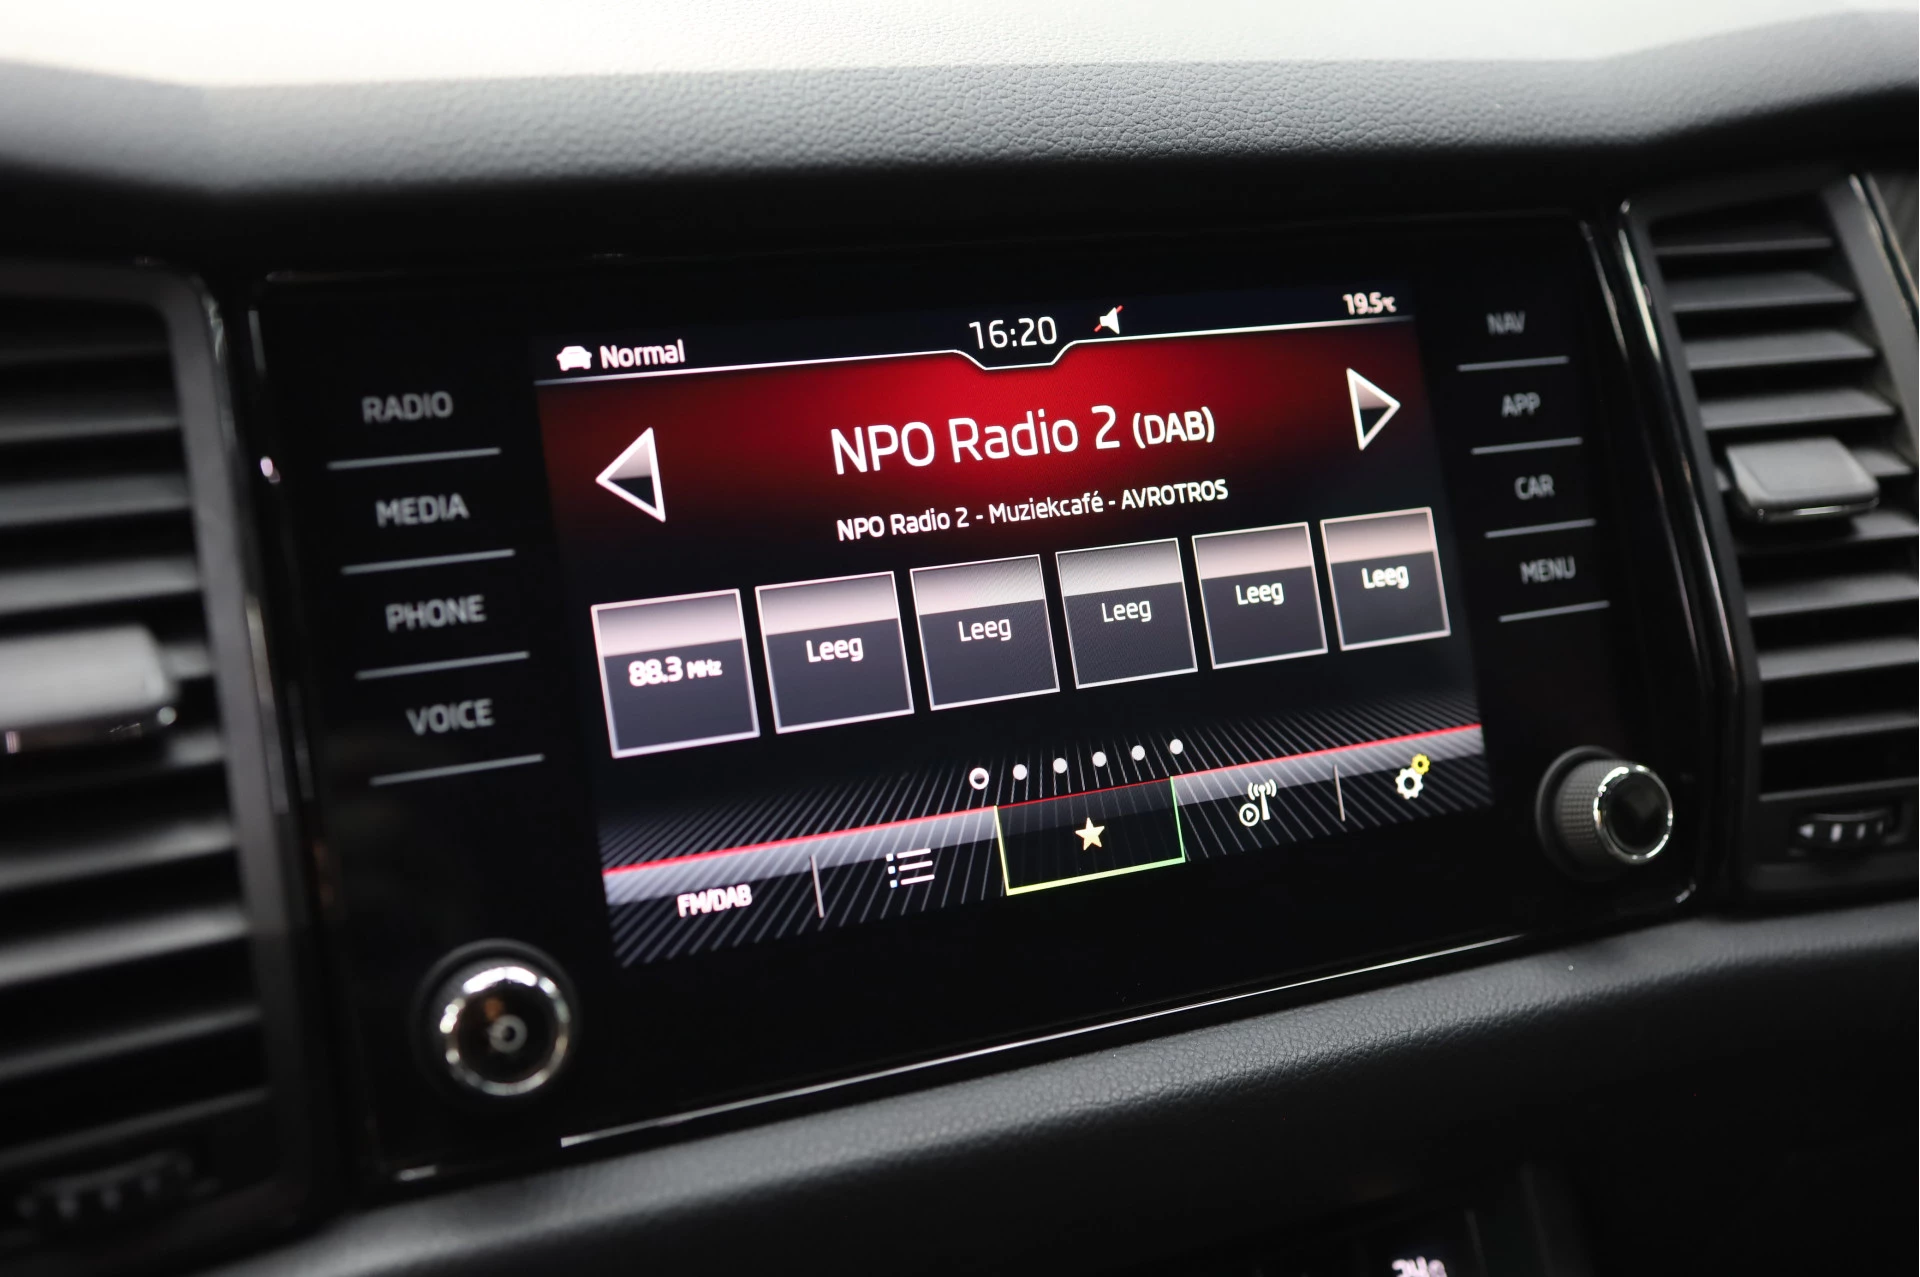 Normal
16:20
19.5°C
NPO Radio 2 (DAB)
NPO Radio 2 - Muziekcafé - AVROTROS
88.3 MHz
Leeg
Leeg
Leeg
Leeg
Leeg
FM/DAB
RADIO
MEDIA
PHONE
VOICE
NAV
APP
CAR
MENU